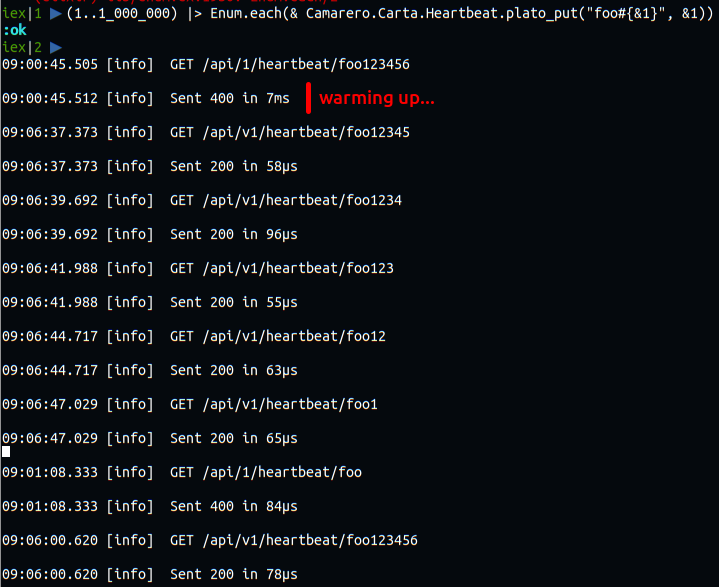 iex|1 ▶ (1..1_000_000) |> Enum.each(& Camarero.Carta.Heartbeat.plato_put("foo#{&1}", &1))
:ok
iex|2 ▶
09:00:45.505 [info]  GET /api/1/heartbeat/foo123456
09:00:45.512 [info]  Sent 400 in 7ms warming up...
09:06:37.373 [info]  GET /api/v1/heartbeat/foo12345
09:06:37.373 [info]  Sent 200 in 58µs
09:06:39.692 [info]  GET /api/v1/heartbeat/foo1234
09:06:39.692 [info]  Sent 200 in 96µs
09:06:41.988 [info]  GET /api/v1/heartbeat/foo123
09:06:41.988 [info]  Sent 200 in 55µs
09:06:44.717 [info]  GET /api/v1/heartbeat/foo12
09:06:44.717 [info]  Sent 200 in 63µs
09:06:47.029 [info]  GET /api/v1/heartbeat/foo1
09:06:47.029 [info]  Sent 200 in 65µs
09:01:08.333 [info]  GET /api/1/heartbeat/foo
09:01:08.333 [info]  Sent 400 in 84µs
09:06:00.620 [info]  GET /api/v1/heartbeat/foo123456
09:06:00.620 [info]  Sent 200 in 78µs